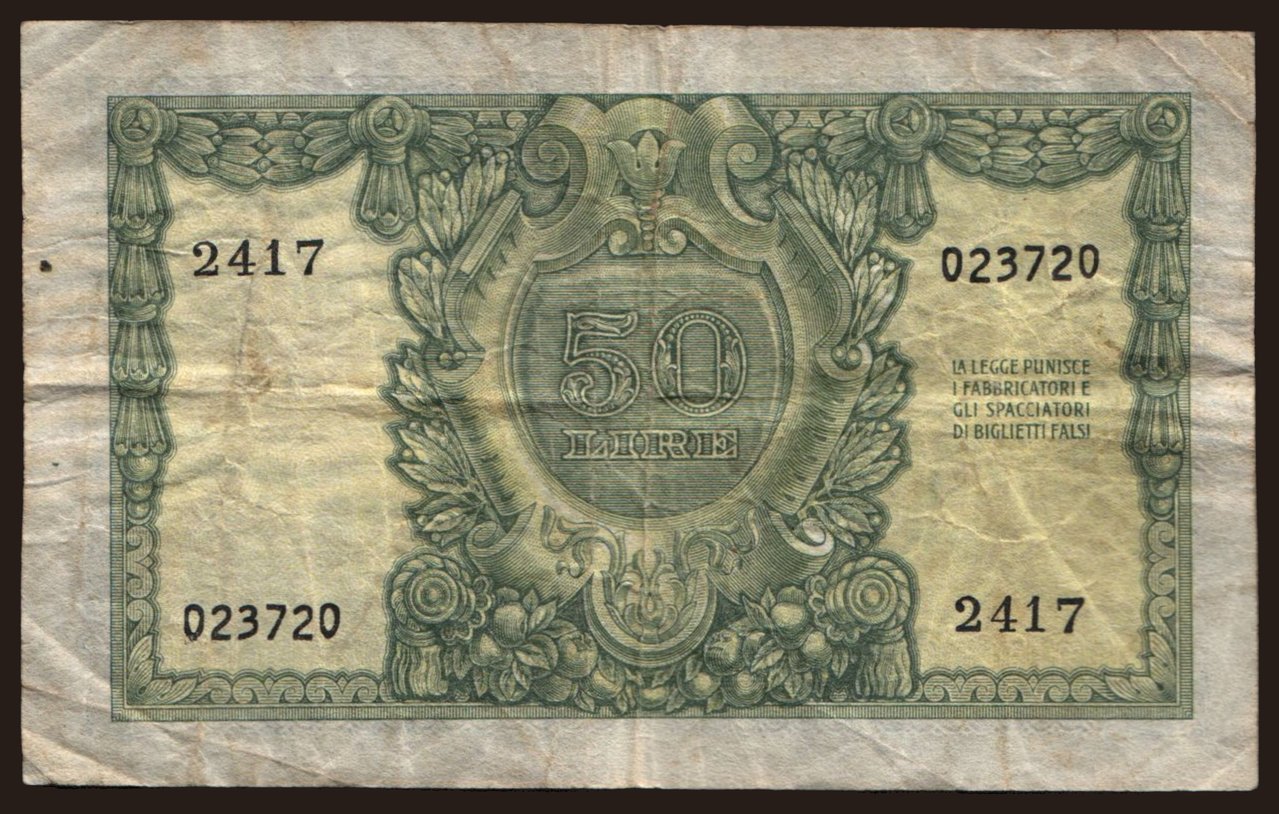 2417
023720
50
LIRE
LA LEGGE PUNISCE
I FABBRICATORI E
GLI SPACCIATORI
DI BIGLIETTI FALSI
023720
2417